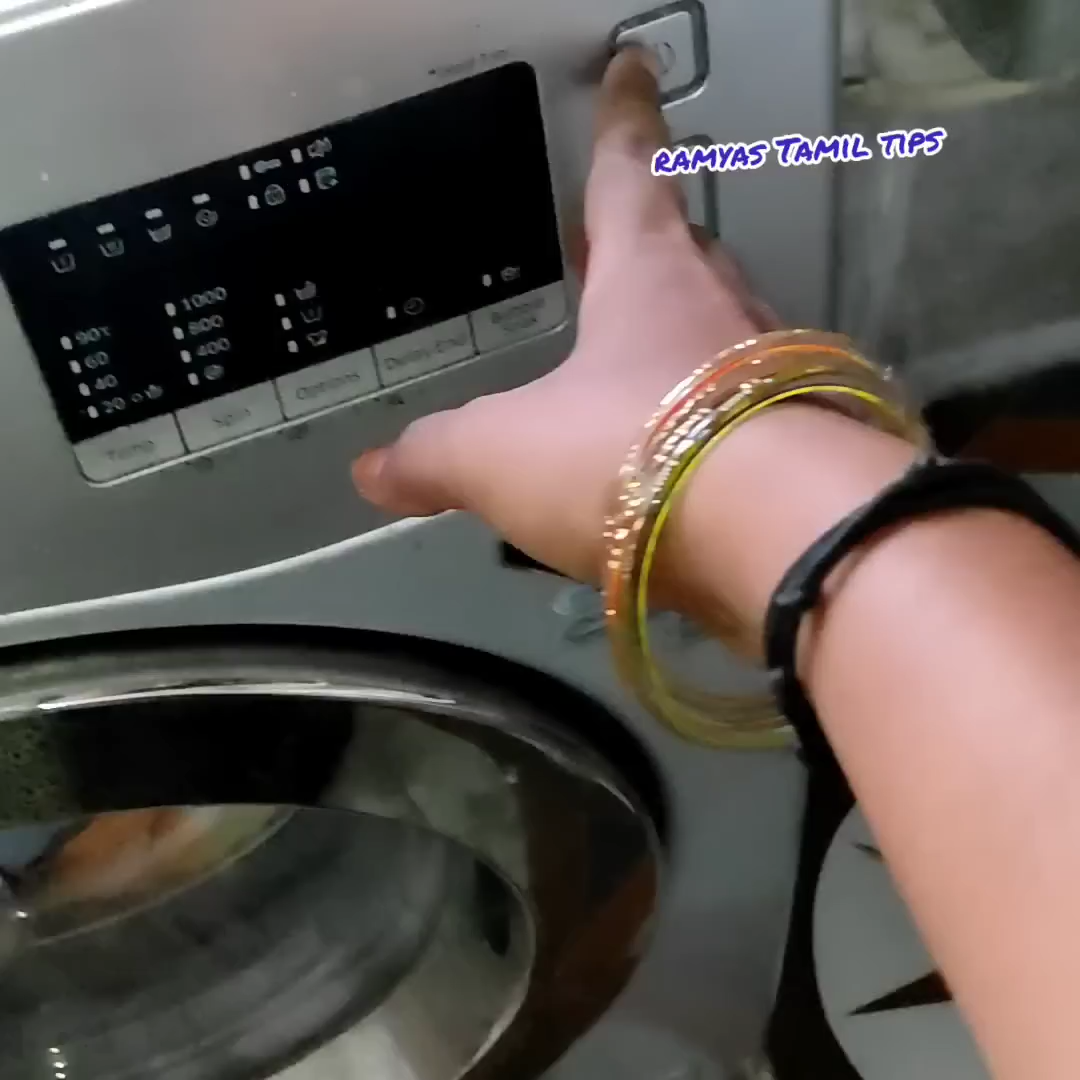 RAMYAS TAMIL TIPS
1000
90℃
800
60
400
40
20
Temp
Spin
Options
Delay End